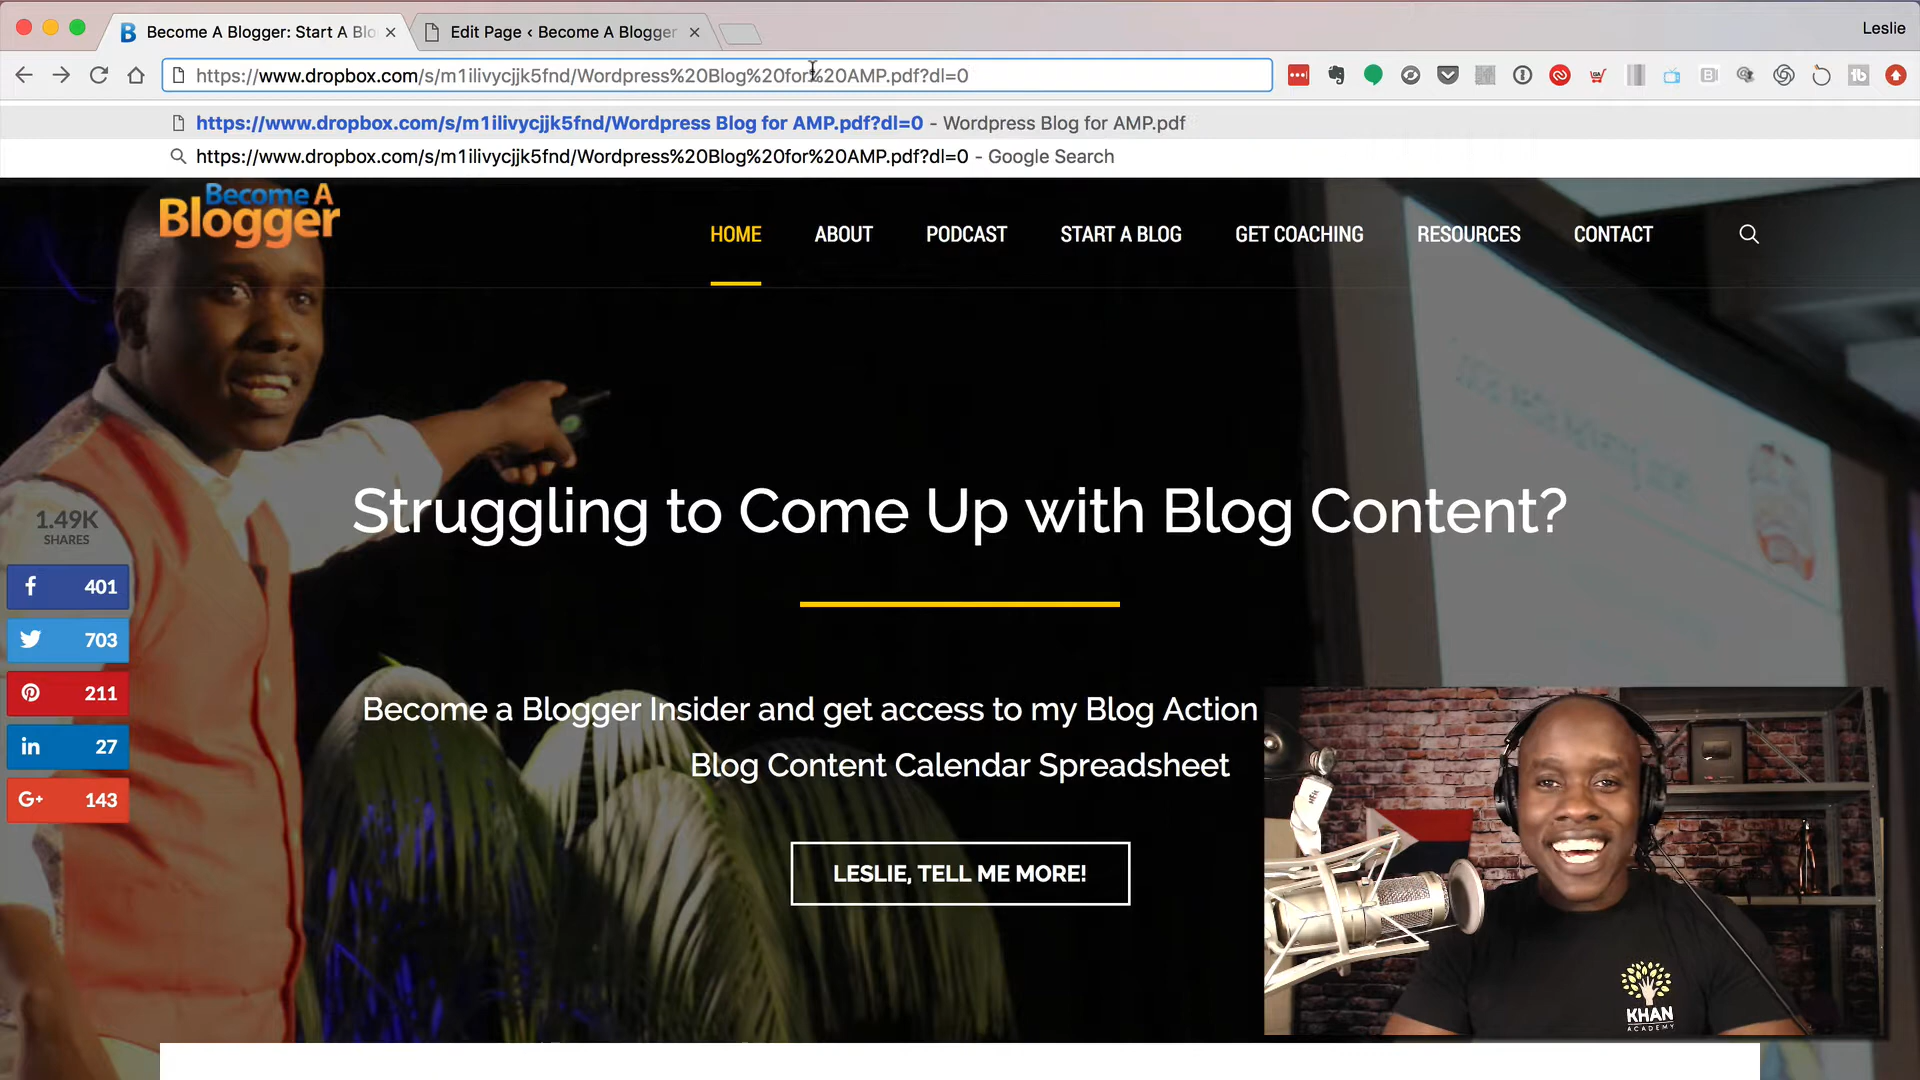 Become A Blogger: Start A Blo
Edit Page ‹ Become A Blogger
Leslie
https://www.dropbox.com/s/m1ilivycjjk5fnd/Wordpress%20Blog%20for%20AMP.pdf?dl=0
https://www.dropbox.com/s/m1ilivycjjk5fnd/Wordpress Blog for AMP.pdf?dl=0 - Wordpress Blog for AMP.pdf
https://www.dropbox.com/s/m1ilivycjjk5fnd/Wordpress%20Blog%20for%20AMP.pdf?dl=0 - Google Search
Become A
Blogger
HOME ABOUT PODCAST START A BLOG GET COACHING RESOURCES CONTACT
Struggling to Come Up with Blog Content?
1.49K
SHARES
401
703
211
27
143
Become a Blogger Insider and get access to my Blog Action
Blog Content Calendar Spreadsheet
LESLIE, TELL ME MORE!
KHAN
ACADEMY